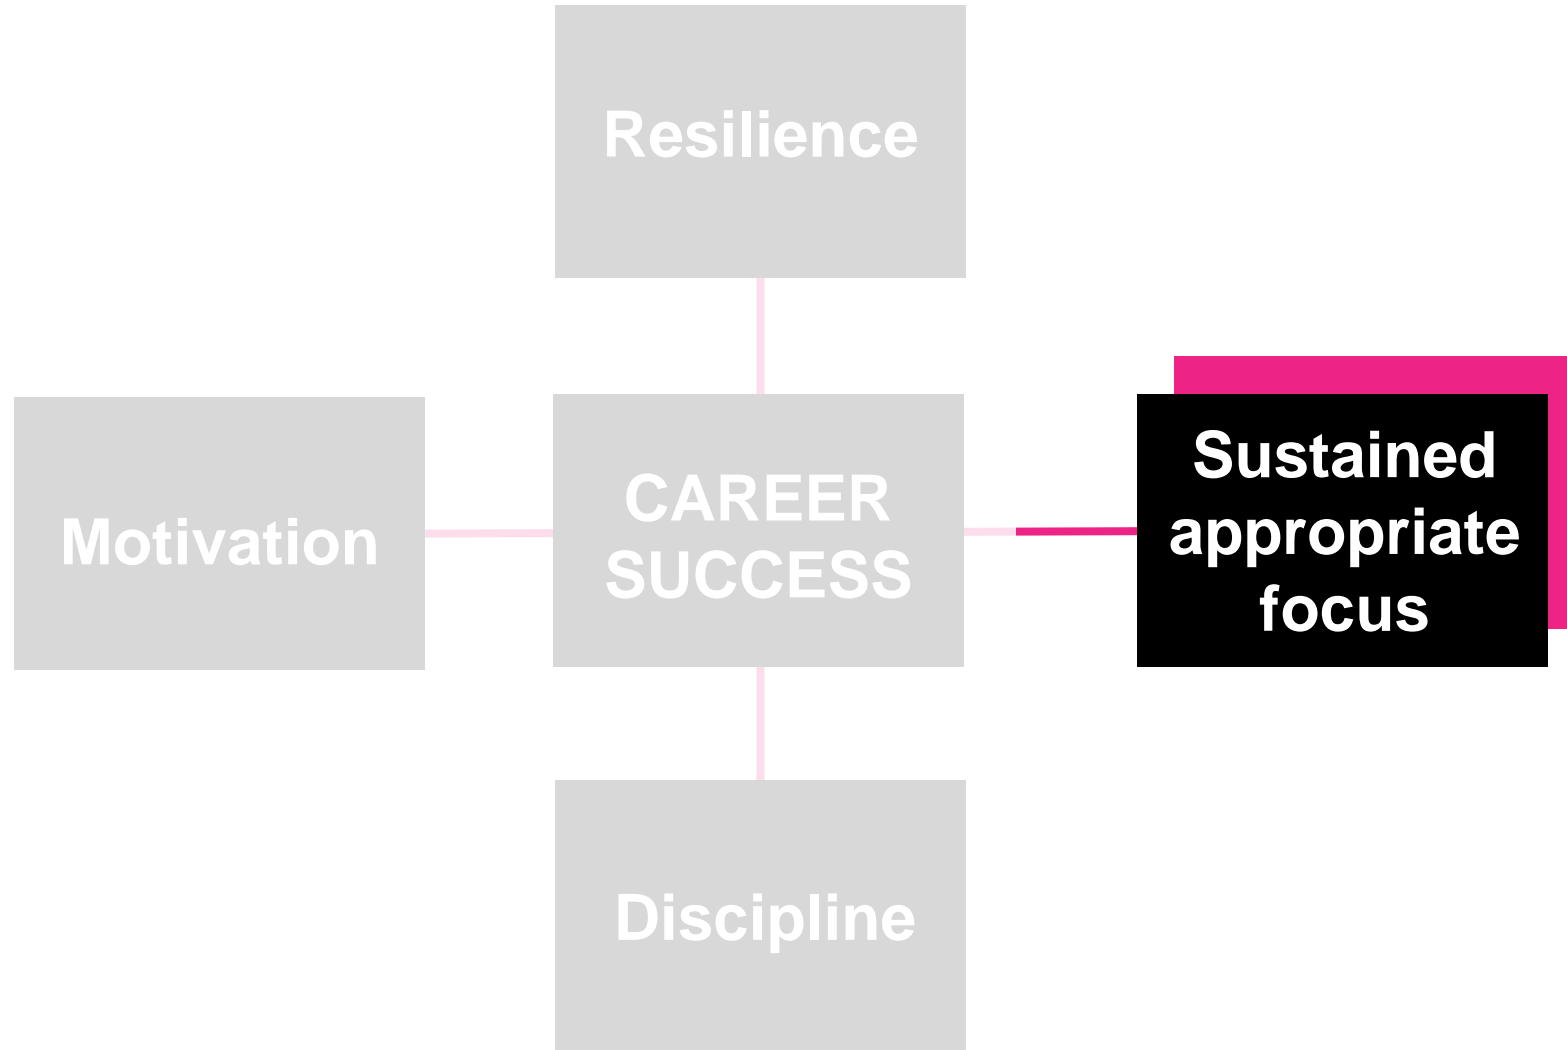 Resilience
Motivation
CAREER
SUCCESS
Sustained
appropriate
focus
Discipline